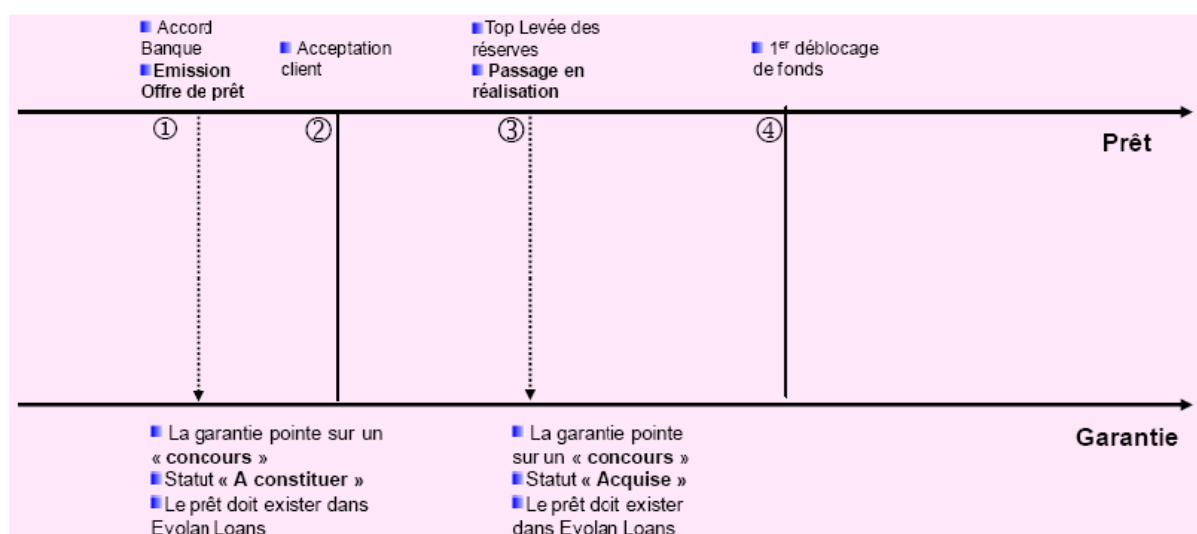 Accord
Banque
Emission
Offre de prêt
Acceptation
client
Top Levée des
réserves
Passage en
réalisation
1er déblocage
de fonds
①
②
③
④
Prêt
La garantie pointe sur un
« concours »
Statut « A constituer »
Le prêt doit exister dans
Evolan Loans
La garantie pointe
sur un « concours »
Statut « Acquise »
Le prêt doit exister
dans Evolan Loans
Garantie